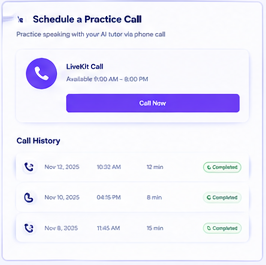 Schedule a Practice Call
Practice speaking with your AI tutor via phone call
LiveKit Call
Available 9:00 AM – 8:00 PM
Call Now
Call History
Nov 12, 2025 10:32 AM 12 min Completed
Nov 10, 2025 04:15 PM 8 min Completed
Nov 8, 2025 11:45 AM 15 min Completed